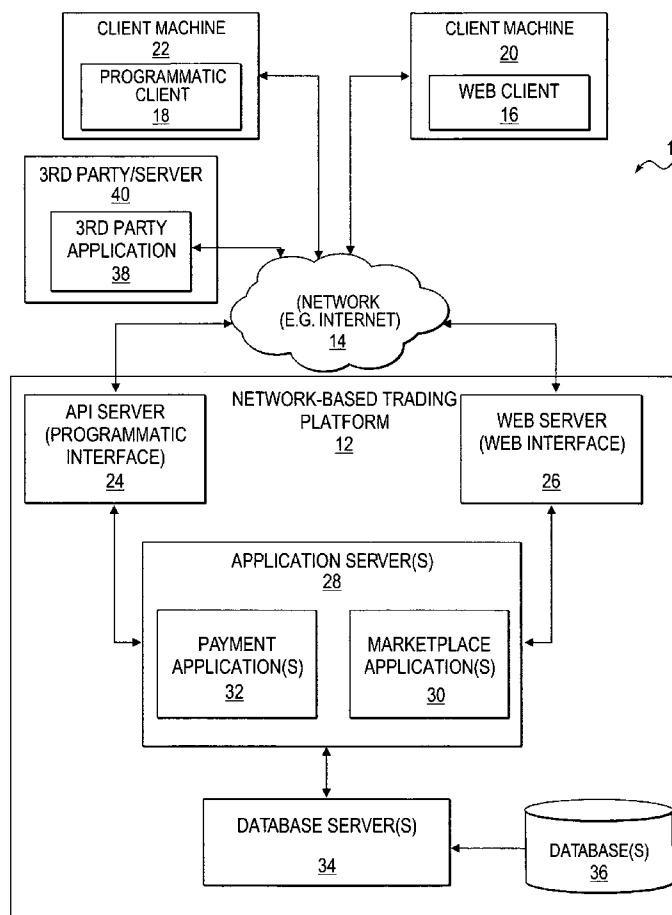 CLIENT MACHINE
22
PROGRAMMATIC
CLIENT
18
CLIENT MACHINE
20
WEB CLIENT
16
3RD PARTY/SERVER
40
3RD PARTY
APPLICATION
38
(NETWORK
(E.G. INTERNET)
14
NETWORK-BASED TRADING
PLATFORM
12
API SERVER
(PROGRAMMATIC
INTERFACE)
24
WEB SERVER
(WEB INTERFACE)
26
APPLICATION SERVER(S)
28
PAYMENT
APPLICATION(S)
32
MARKETPLACE
APPLICATION(S)
30
DATABASE SERVER(S)
34
DATABASE(S)
36